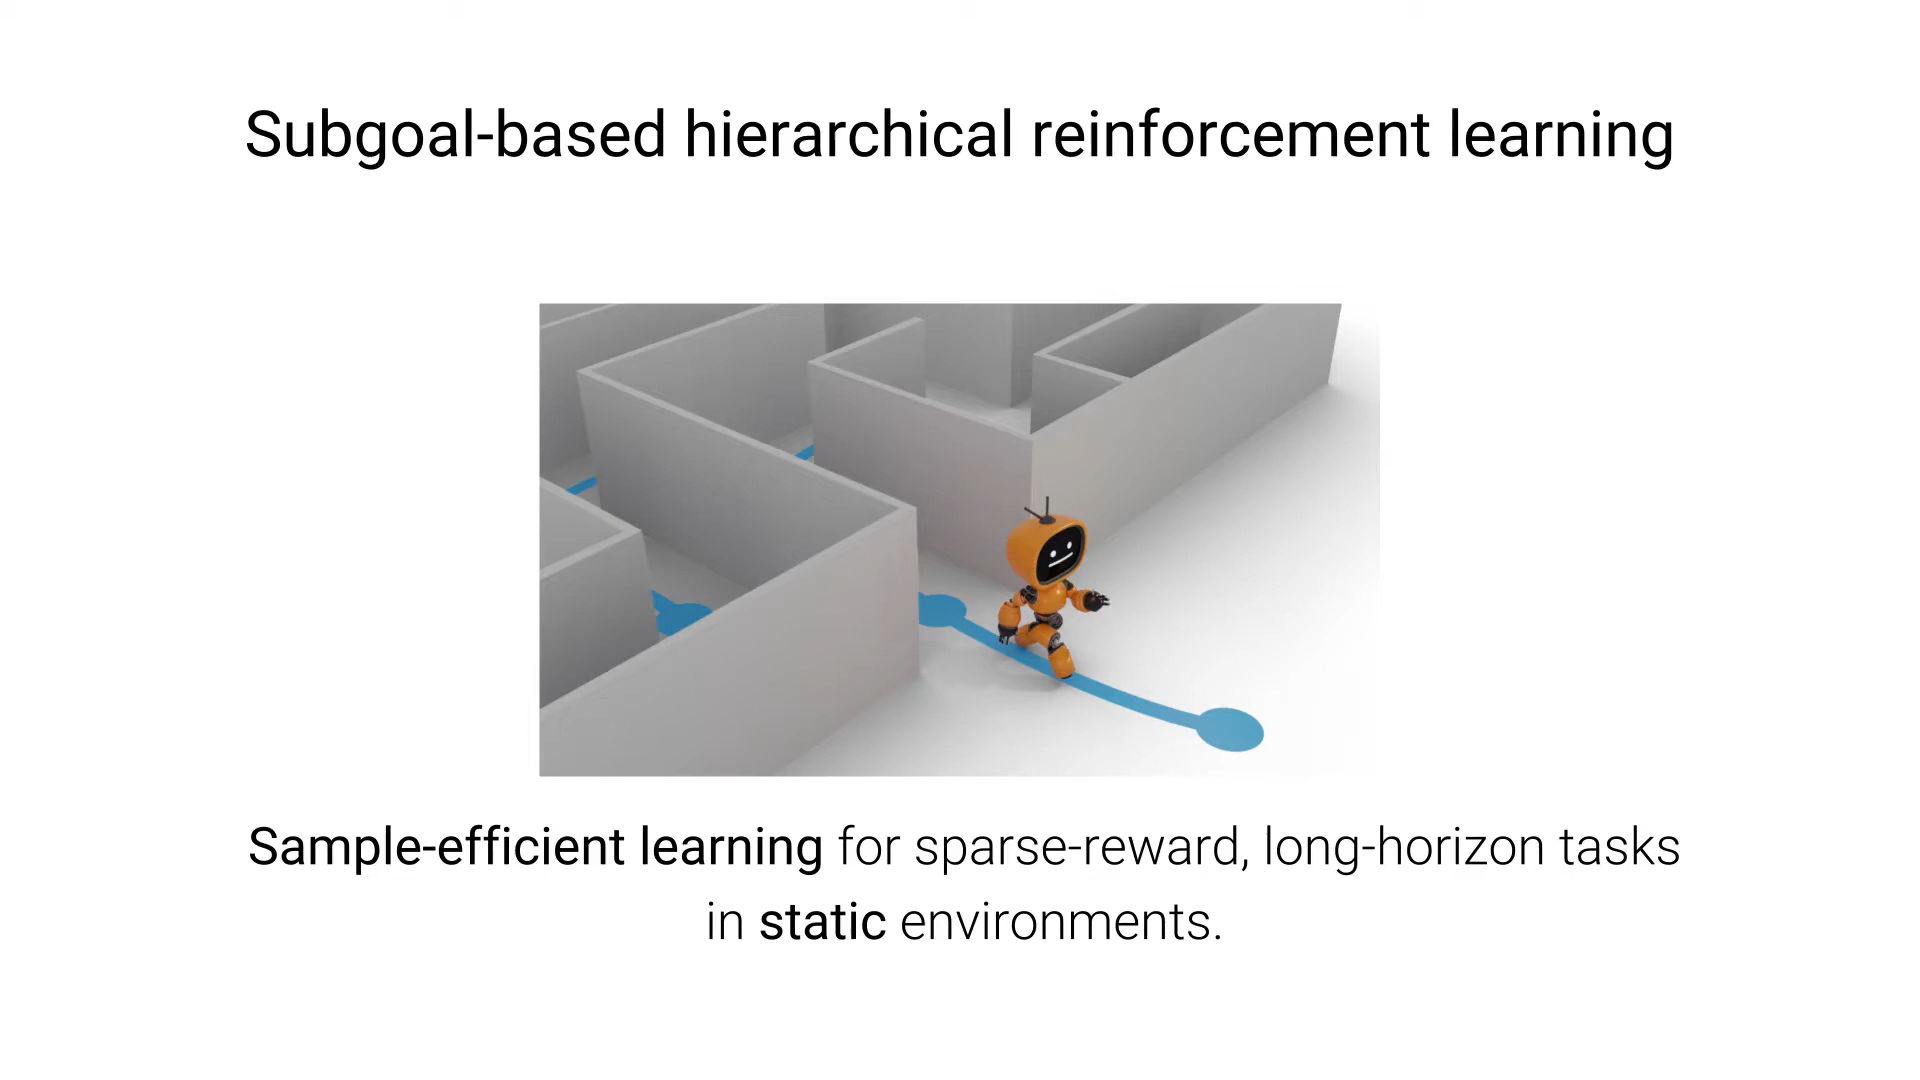 Subgoal-based hierarchical reinforcement learning
Sample-efficient learning for sparse-reward, long-horizon tasks
in static environments.